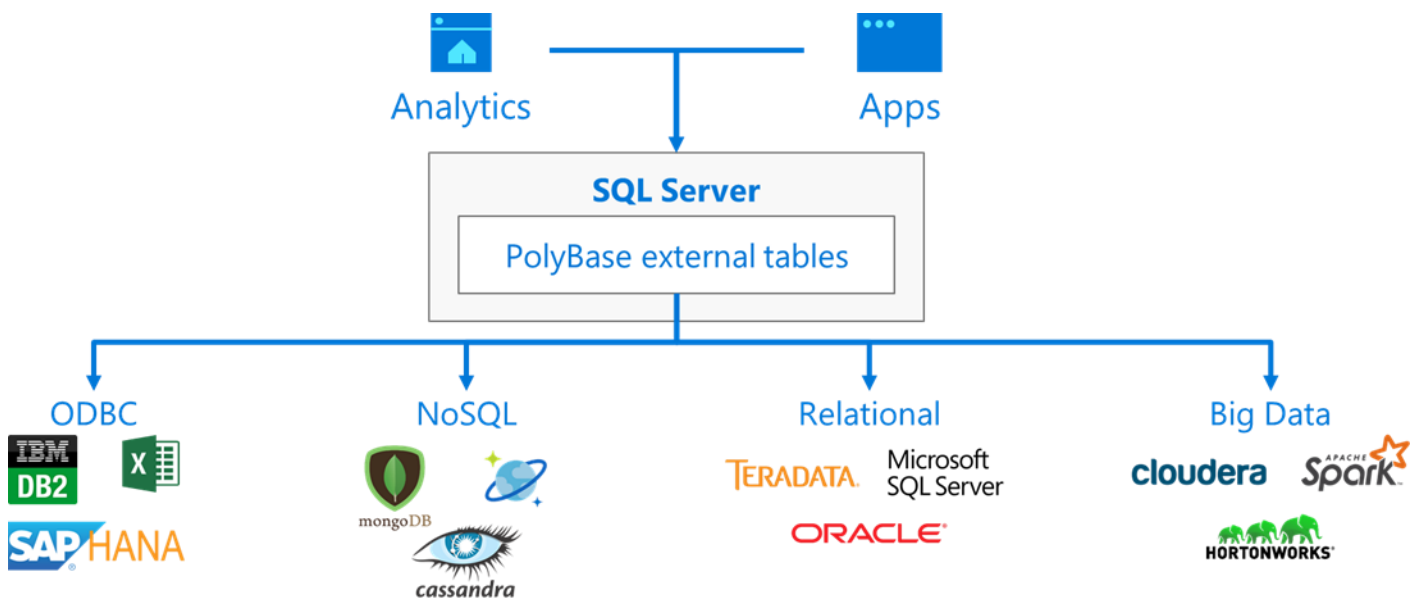 Analytics
Apps
SQL Server
PolyBase external tables
ODBC
NoSQL
Relational
Big Data
IBM
DB2
X
SAP HANA
®
mongoDB
cassandra
TERADATA.
Microsoft
SQL Server
ORACLE®
cloudera
APACHE
Spark™
HORTONWORKS®